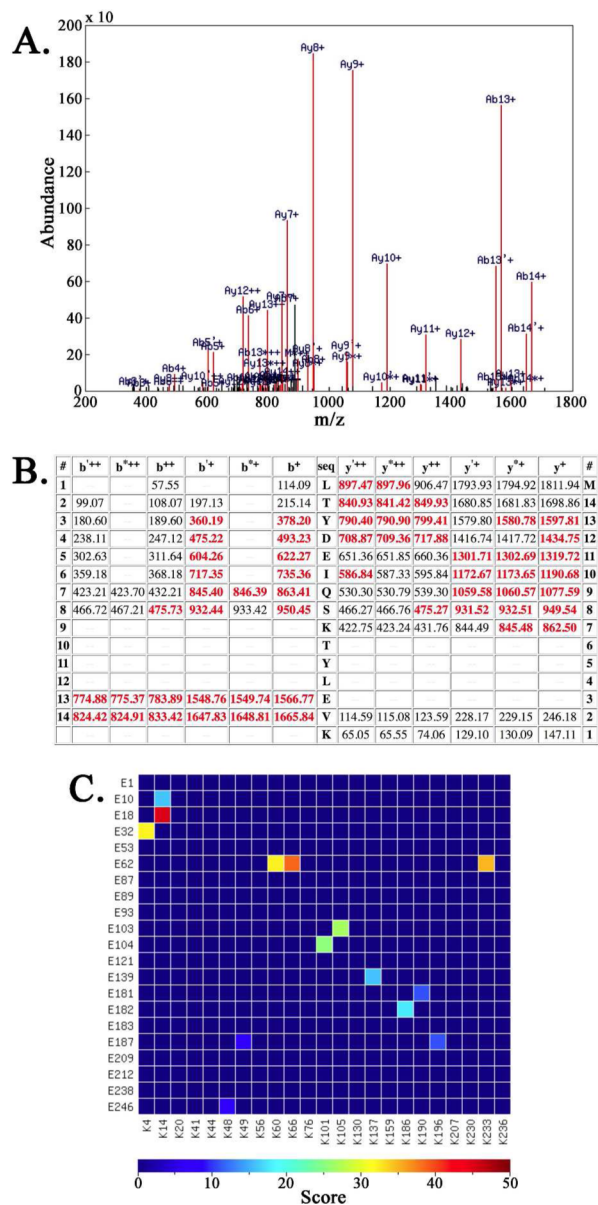 A.
200 x 10
180
160
140
120
100
80
60
40
20
0
Abundance
200 400 600 800 1000 1200 1400 1600 1800
m/z
Ay8+
Ay9+
Ab13+
Ay7+
Ay10+
Ab13'+
Ab14+
Ay12++
Ab6+
Ay11+
Ay12+
Ab14'+
Ab5'+
Ab5+
Ab4+
B.
# b'++ b*++ b++ b'+ b*+ b+ seq y'++ y*++ y++ y'+ y*+ y+ #
1 57.55 114.09 L 897.47 897.96 906.47 1793.93 1794.92 1811.94 M
2 99.07 108.07 197.13 215.14 T 840.93 841.42 849.93 1680.85 1681.83 1698.86 14
3 180.60 189.60 360.19 378.20 Y 790.40 790.90 799.41 1579.80 1580.78 1597.81 13
4 238.11 247.12 475.22 493.23 D 708.87 709.36 717.88 1416.74 1417.72 1434.75 12
5 302.63 311.64 604.26 622.27 E 651.36 651.85 660.36 1301.71 1302.69 1319.72 11
6 359.18 368.18 717.35 735.36 I 586.84 587.33 595.84 1172.67 1173.65 1190.68 10
7 423.21 423.70 432.21 845.40 846.39 863.41 Q 530.30 530.79 539.30 1059.58 1060.57 1077.59 9
8 466.72 467.21 475.73 932.44 933.42 950.45 S 466.27 466.76 475.27 931.52 932.51 949.54 8
9 K 422.75 423.24 431.76 844.49 845.48 862.50 7
10 T 6
11 Y 5
12 L 4
13 774.88 775.37 783.89 1548.76 1549.74 1566.77 E 3
14 824.42 824.91 833.42 1647.83 1648.81 1665.84 V 114.59 115.08 123.59 228.17 229.15 246.18 2
K 65.05 65.55 74.06 129.10 130.09 147.11 1
C.
E1
E10
E18
E32
E53
E62
E87
E89
E93
E103
E104
E121
E139
E181
E182
E183
E187
E209
E212
E238
E246
K4 K14 K20 K41 K44 K48 K49 K56 K60 K66 K76 K101 K105 K130 K137 K159 K186 K190 K196 K207 K230 K233 K236
0 10 20 30 40 50
Score